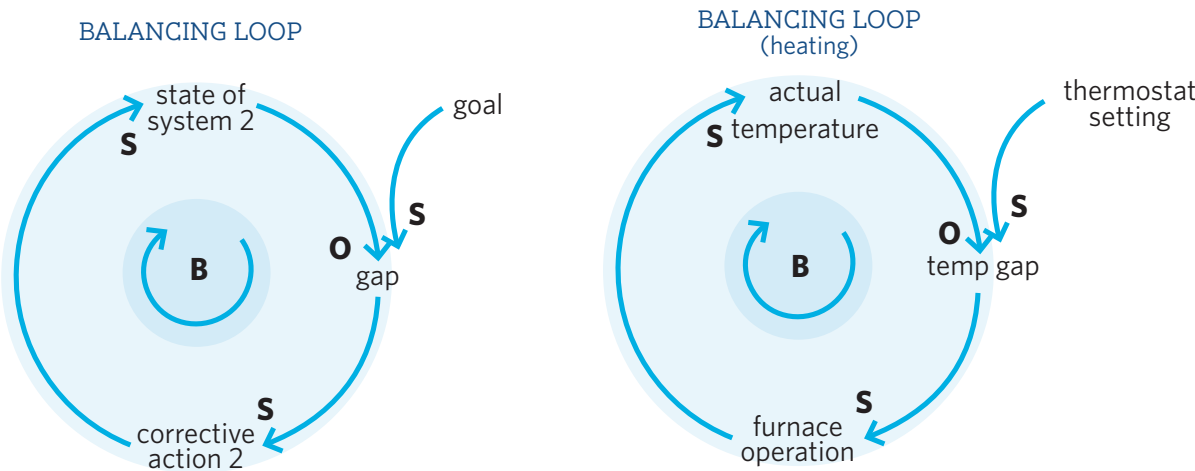 BALANCING LOOP
state of
system 2
goal
S
S
O
B
gap
S
corrective
action 2
BALANCING LOOP
(heating)
actual
temperature
thermostat
setting
S
S
O
B
temp gap
S
furnace
operation